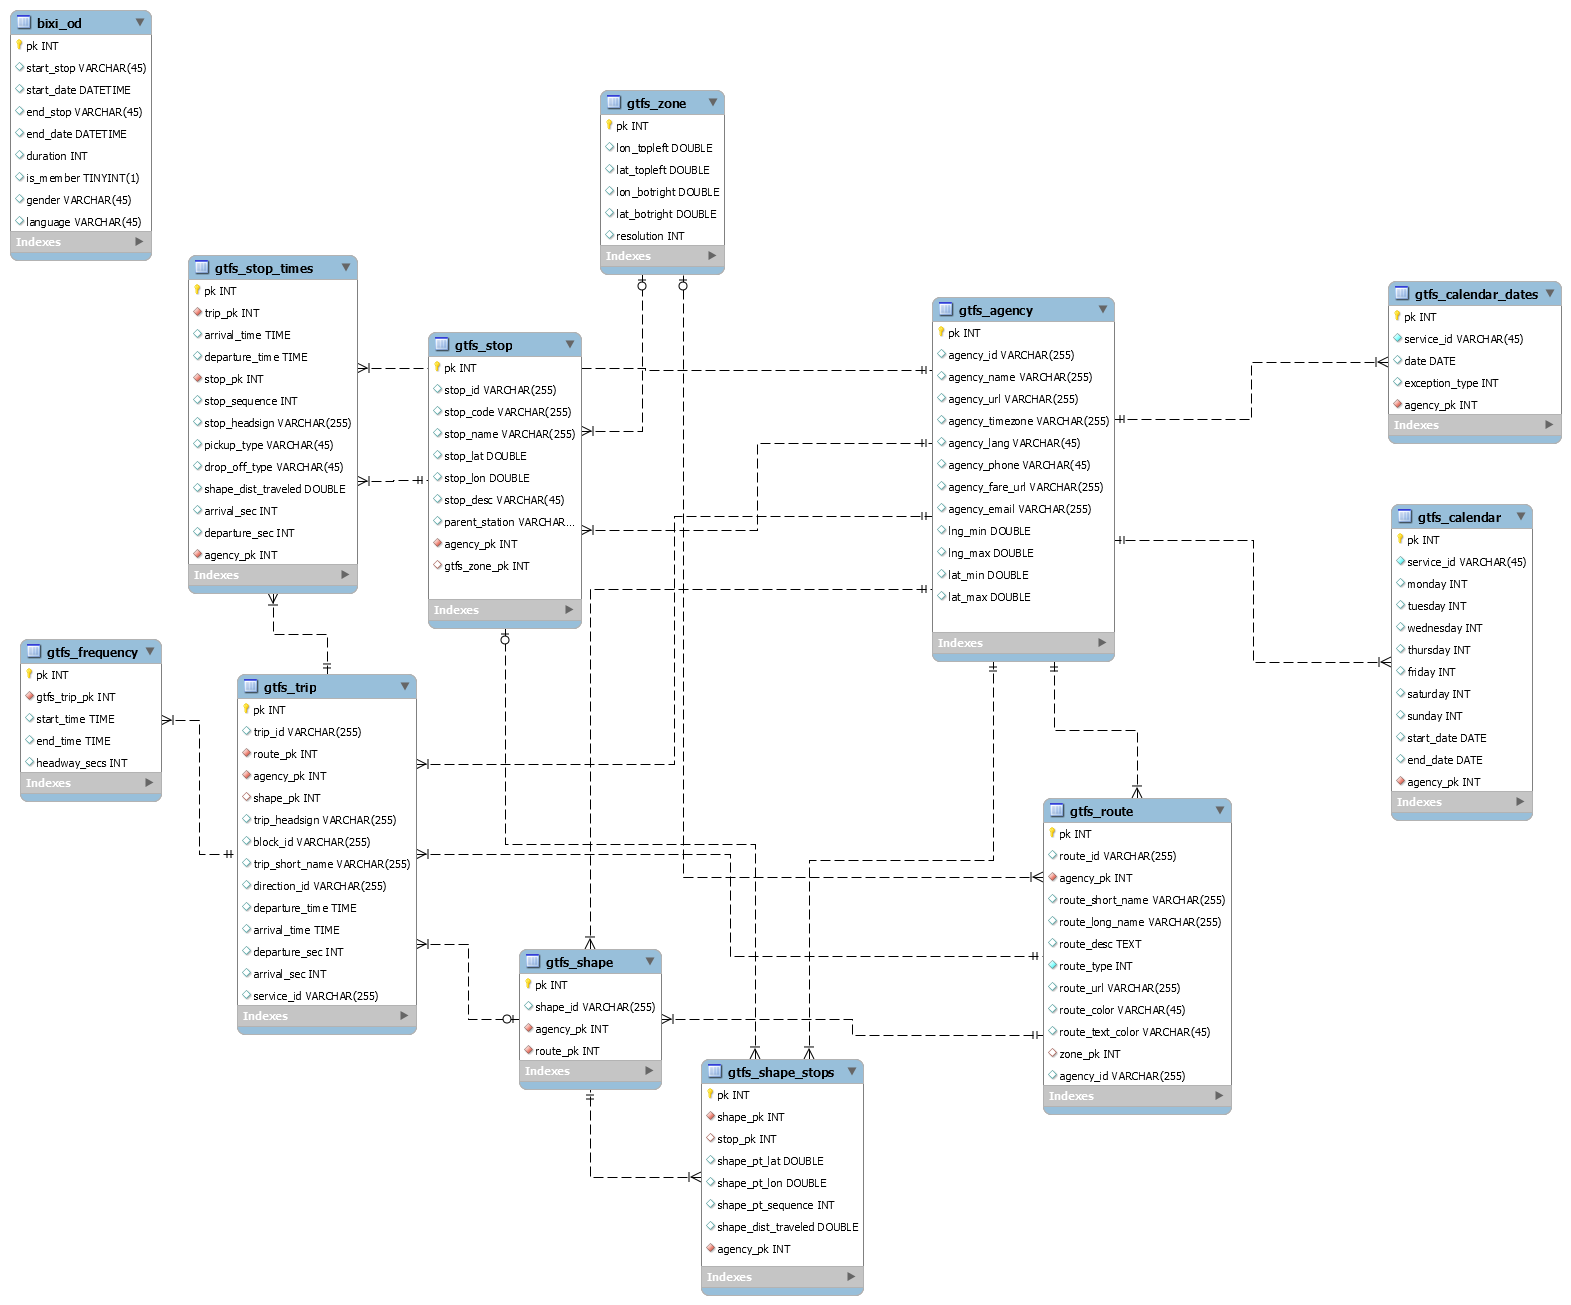 bixi_od
pk INT
start_stop VARCHAR(45)
start_date DATETIME
end_stop VARCHAR(45)
end_date DATETIME
duration INT
is_member TINYINT(1)
gender VARCHAR(45)
language VARCHAR(45)
Indexes
gtfs_zone
pk INT
lon_topleft DOUBLE
lat_topleft DOUBLE
lon_botright DOUBLE
lat_botright DOUBLE
resolution INT
Indexes
gtfs_stop_times
pk INT
trip_pk INT
arrival_time TIME
departure_time TIME
stop_pk INT
stop_sequence INT
stop_headsign VARCHAR(255)
pickup_type VARCHAR(45)
drop_off_type VARCHAR(45)
shape_dist_traveled DOUBLE
arrival_sec INT
departure_sec INT
agency_pk INT
Indexes
gtfs_stop
pk INT
stop_id VARCHAR(255)
stop_code VARCHAR(255)
stop_name VARCHAR(255)
stop_lat DOUBLE
stop_lon DOUBLE
stop_desc VARCHAR(45)
parent_station VARCHAR...
agency_pk INT
gtfs_zone_pk INT
Indexes
gtfs_agency
pk INT
agency_id VARCHAR(255)
agency_name VARCHAR(255)
agency_url VARCHAR(255)
agency_timezone VARCHAR(255)
agency_lang VARCHAR(45)
agency_phone VARCHAR(45)
agency_fare_url VARCHAR(255)
agency_email VARCHAR(255)
lng_min DOUBLE
lng_max DOUBLE
lat_min DOUBLE
lat_max DOUBLE
Indexes
gtfs_calendar_dates
pk INT
service_id VARCHAR(45)
date DATE
exception_type INT
agency_pk INT
Indexes
gtfs_calendar
pk INT
service_id VARCHAR(45)
monday INT
tuesday INT
wednesday INT
thursday INT
friday INT
saturday INT
sunday INT
start_date DATE
end_date DATE
agency_pk INT
Indexes
gtfs_frequency
pk INT
gtfs_trip_pk INT
start_time TIME
end_time TIME
headway_secs INT
Indexes
gtfs_trip
pk INT
trip_id VARCHAR(255)
route_pk INT
agency_pk INT
shape_pk INT
trip_headsign VARCHAR(255)
block_id VARCHAR(255)
trip_short_name VARCHAR(255)
direction_id VARCHAR(255)
departure_time TIME
arrival_time TIME
departure_sec INT
arrival_sec INT
service_id VARCHAR(255)
Indexes
gtfs_route
pk INT
route_id VARCHAR(255)
agency_pk INT
route_short_name VARCHAR(255)
route_long_name VARCHAR(255)
route_desc TEXT
route_type INT
route_url VARCHAR(255)
route_color VARCHAR(45)
route_text_color VARCHAR(45)
zone_pk INT
agency_id VARCHAR(255)
Indexes
gtfs_shape
pk INT
shape_id VARCHAR(255)
agency_pk INT
route_pk INT
Indexes
gtfs_shape_stops
pk INT
shape_pk INT
stop_pk INT
shape_pt_lat DOUBLE
shape_pt_lon DOUBLE
shape_pt_sequence INT
shape_dist_traveled DOUBLE
agency_pk INT
Indexes